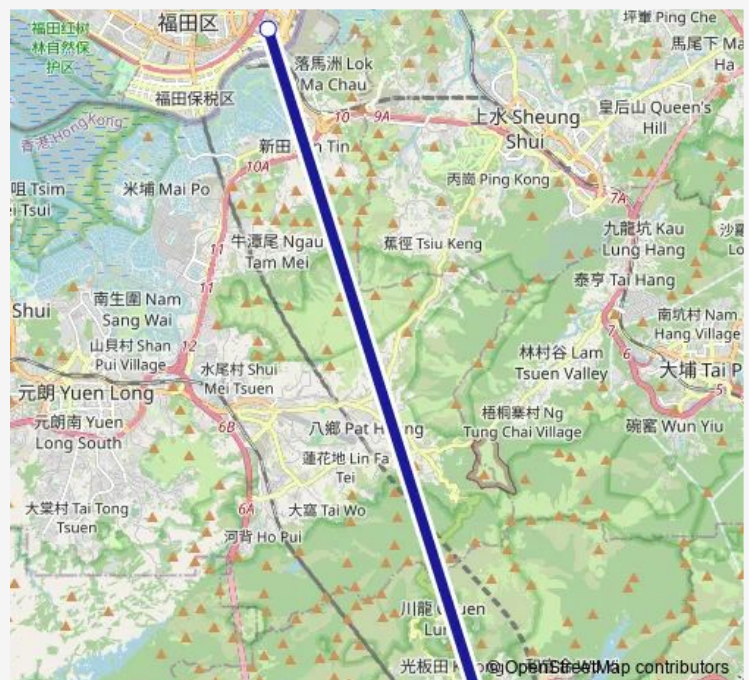 福田区
福田红树
林自然保
护区
坪輋 Ping Che
馬尾下 Ma
Ha
落馬洲 Lok
Ma Chau
福田保税区
香港 Hong Kong
10
9A
上水 Sheung
Shui
皇后山 Queen's
Hill
新田
n Tin
10A
咀 Tsim
ei Tsui
米埔 Mai Po
丙崗 Ping Kong
7A
11
牛潭尾 Ngau
Tam Mei
蕉徑 Tsiu Keng
九龍坑 Kau
Lung Hang
泰亨 Tai Hang
南生圍 Nam
Sang Wai
Shui
11
南坑村 Nam
Hang Village
7
山貝村 Shan
Pui Village
12
林村谷 Lam
Tsuen Valley
6
大埔 Tai P
水尾村 Shui
Mei Tsuen
元朗 Yuen Long
5
元朗南 Yuen
Long South
6B
八鄉 Pat H
ng
梧桐寨村 Ng
Tung Chai Village
碗窰 Wun Yiu
蓮花地 Lin Fa
Tei
大棠村 Tai Tong
Tsuen
6A
大窩 Tai Wo
河背 Ho Pui
川龍
uen
Lu
光板田
© OpenStreetMap contributors